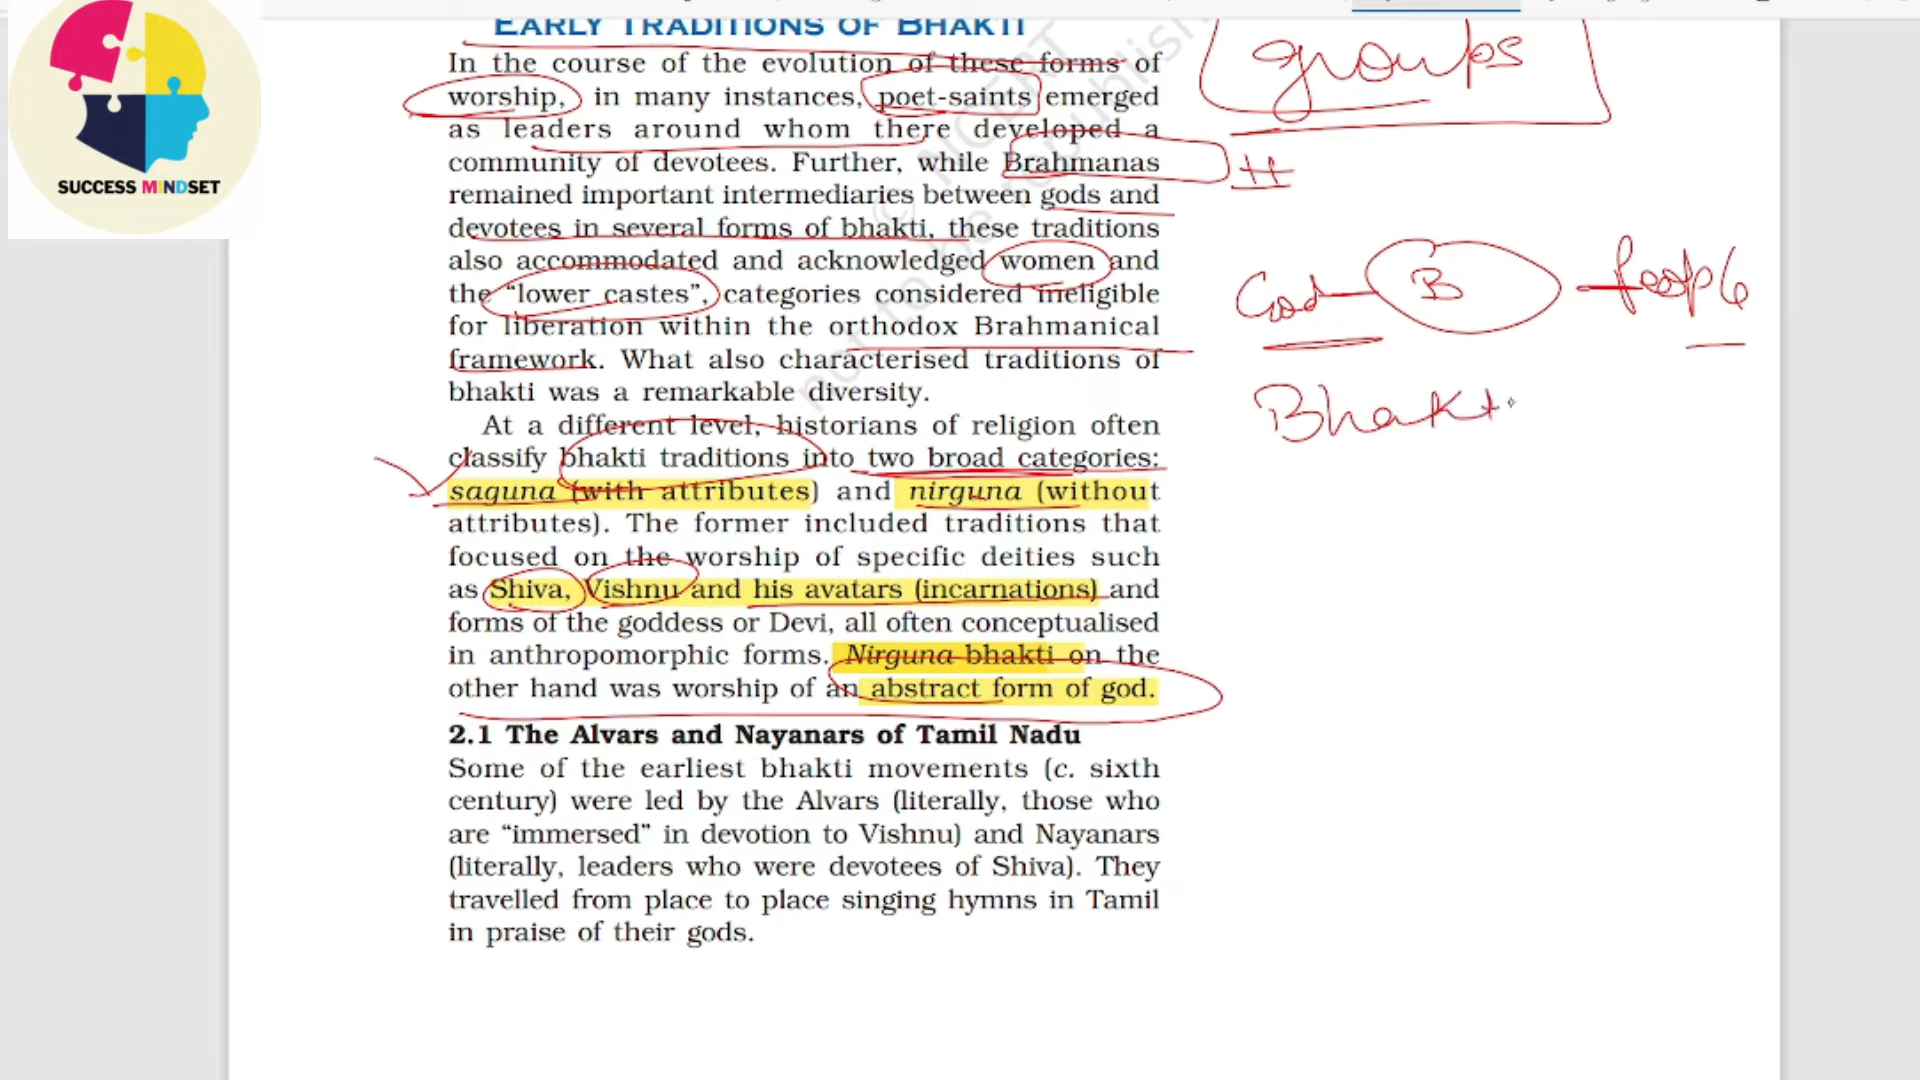 EARLY TRADITIONS OF BHAKTI
In the course of the evolution of these forms of
worship, in many instances, poet-saints emerged
as leaders around whom there developed a
community of devotees. Further, while Brahmanas
remained important intermediaries between gods and
devotees in several forms of bhakti, these traditions
also accommodated and acknowledged women and
the "lower castes", categories considered ineligible
for liberation within the orthodox Brahmanical
framework. What also characterised traditions of
bhakti was a remarkable diversity.
At a different level, historians of religion often
classify bhakti traditions into two broad categories:
saguna (with attributes) and nirguna (without
attributes). The former included traditions that
focused on the worship of specific deities such
as Shiva, Vishnu and his avatars (incarnations) and
forms of the goddess or Devi, all often conceptualised
in anthropomorphic forms. Nirguna bhakti on the
other hand was worship of an abstract form of god.
2.1 The Alvars and Nayanars of Tamil Nadu
Some of the earliest bhakti movements (c. sixth
century) were led by the Alvars (literally, those who
are "immersed" in devotion to Vishnu) and Nayanars
(literally, leaders who were devotees of Shiva). They
travelled from place to place singing hymns in Tamil
in praise of their gods.
groups
God B
Bhakti
SUCCESS MINDSET
© NCERT
not to be republish